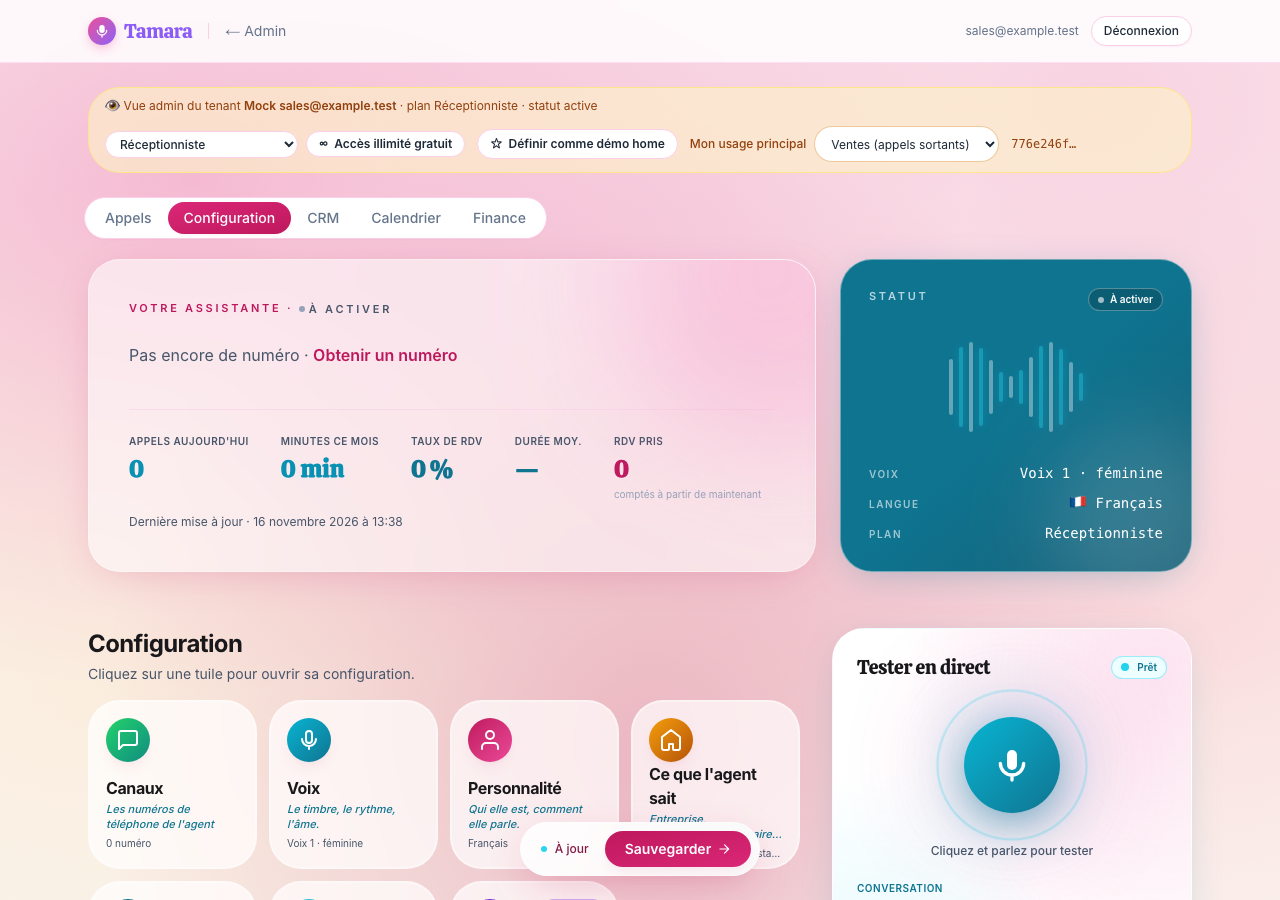 Tamara
← Admin
sales@example.test
Déconnexion
Vue admin du tenant Mock sales@example.test · plan Réceptionniste · statut active
Réceptionniste
∞ Accès illimité gratuit
☆ Définir comme démo home
Mon usage principal
Ventes (appels sortants)
776e246f…
Appels
Configuration
CRM
Calendrier
Finance
VOTRE ASSISTANTE · À ACTIVER
Pas encore de numéro · Obtenir un numéro
APPELS AUJOURD'HUI
0
MINUTES CE MOIS
0 min
TAUX DE RDV
0 %
DURÉE MOY.
—
RDV PRIS
0
comptés à partir de maintenant
Dernière mise à jour · 16 novembre 2026 à 13:38
STATUT
À activer
VOIX
Voix 1 · féminine
LANGUE
Français
PLAN
Réceptionniste
Configuration
Cliquez sur une tuile pour ouvrir sa configuration.
Canaux
Les numéros de
téléphone de l'agent
0 numéro
Voix
Le timbre, le rythme,
l'âme.
Voix 1 · féminine
Personnalité
Qui elle est, comment
elle parle.
Français
Ce que l'agent
sait
Entreprise,
À jour
Sauvegarder →
Tester en direct
Prêt
Cliquez et parlez pour tester
CONVERSATION